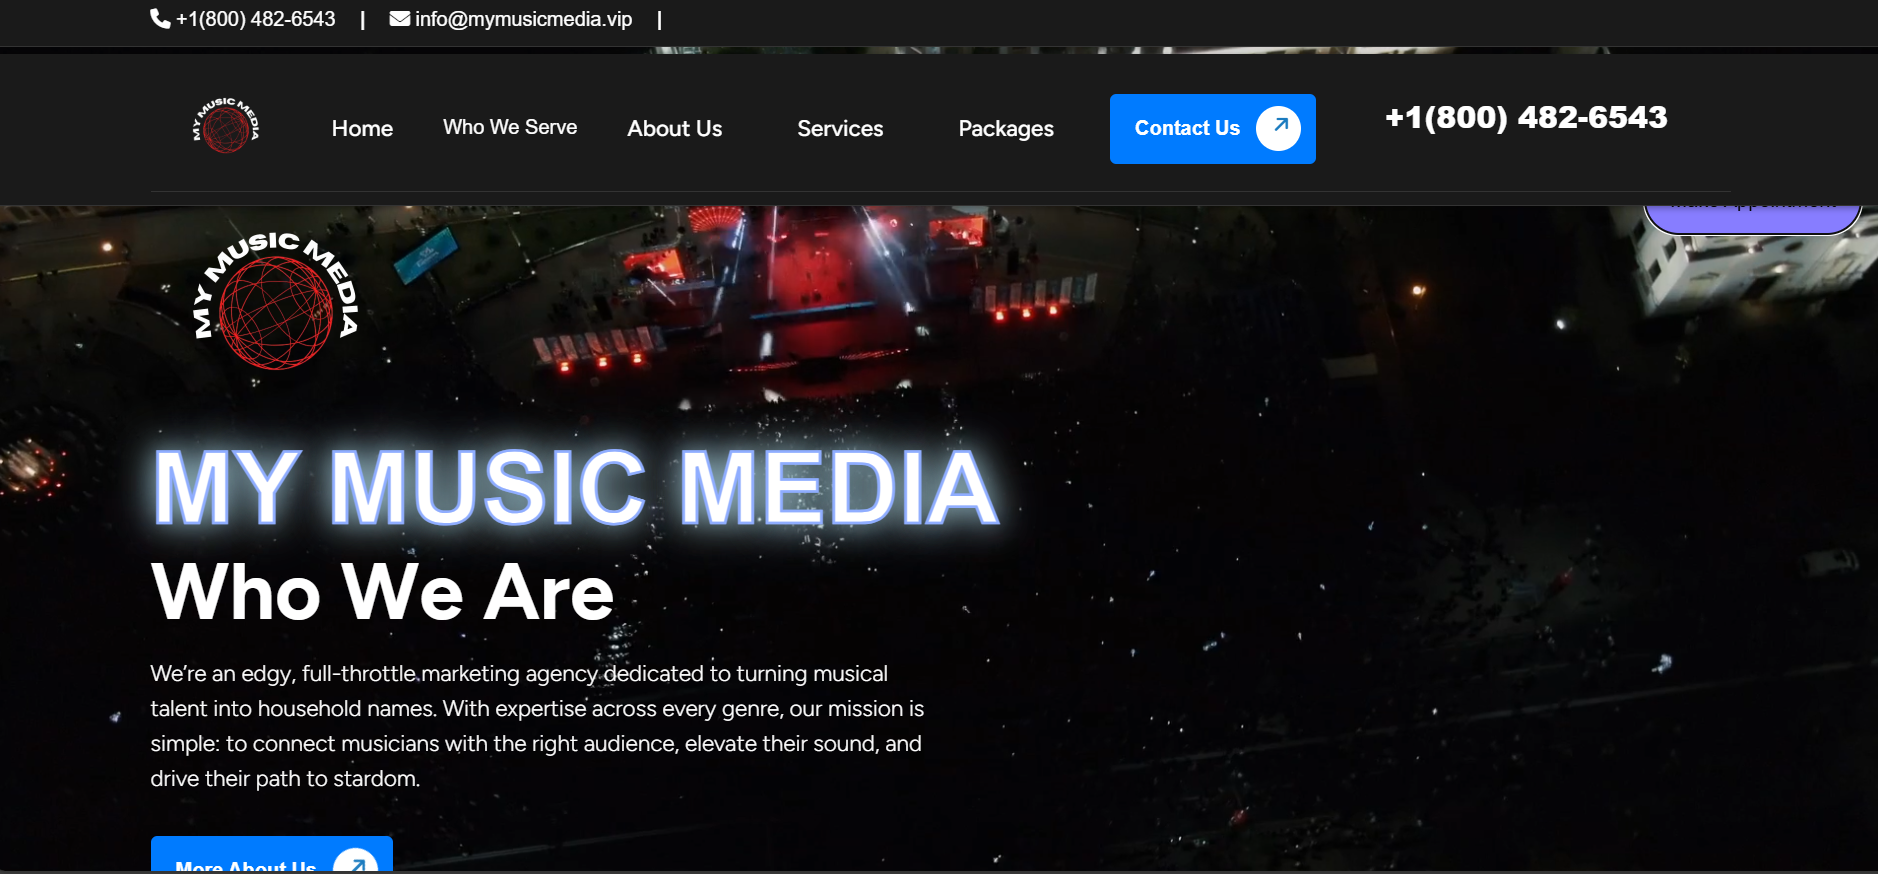 +1(800) 482-6543 | info@mymusicmedia.vip |
MY MUSIC MEDIA
Home
Who We Serve
About Us
Services
Packages
Contact Us
+1(800) 482-6543
Make Appointment
MY MUSIC MEDIA
MY MUSIC MEDIA
Who We Are
We’re an edgy, full-throttle marketing agency dedicated to turning musical
talent into household names. With expertise across every genre, our mission is
simple: to connect musicians with the right audience, elevate their sound, and
drive their path to stardom.
More About Us